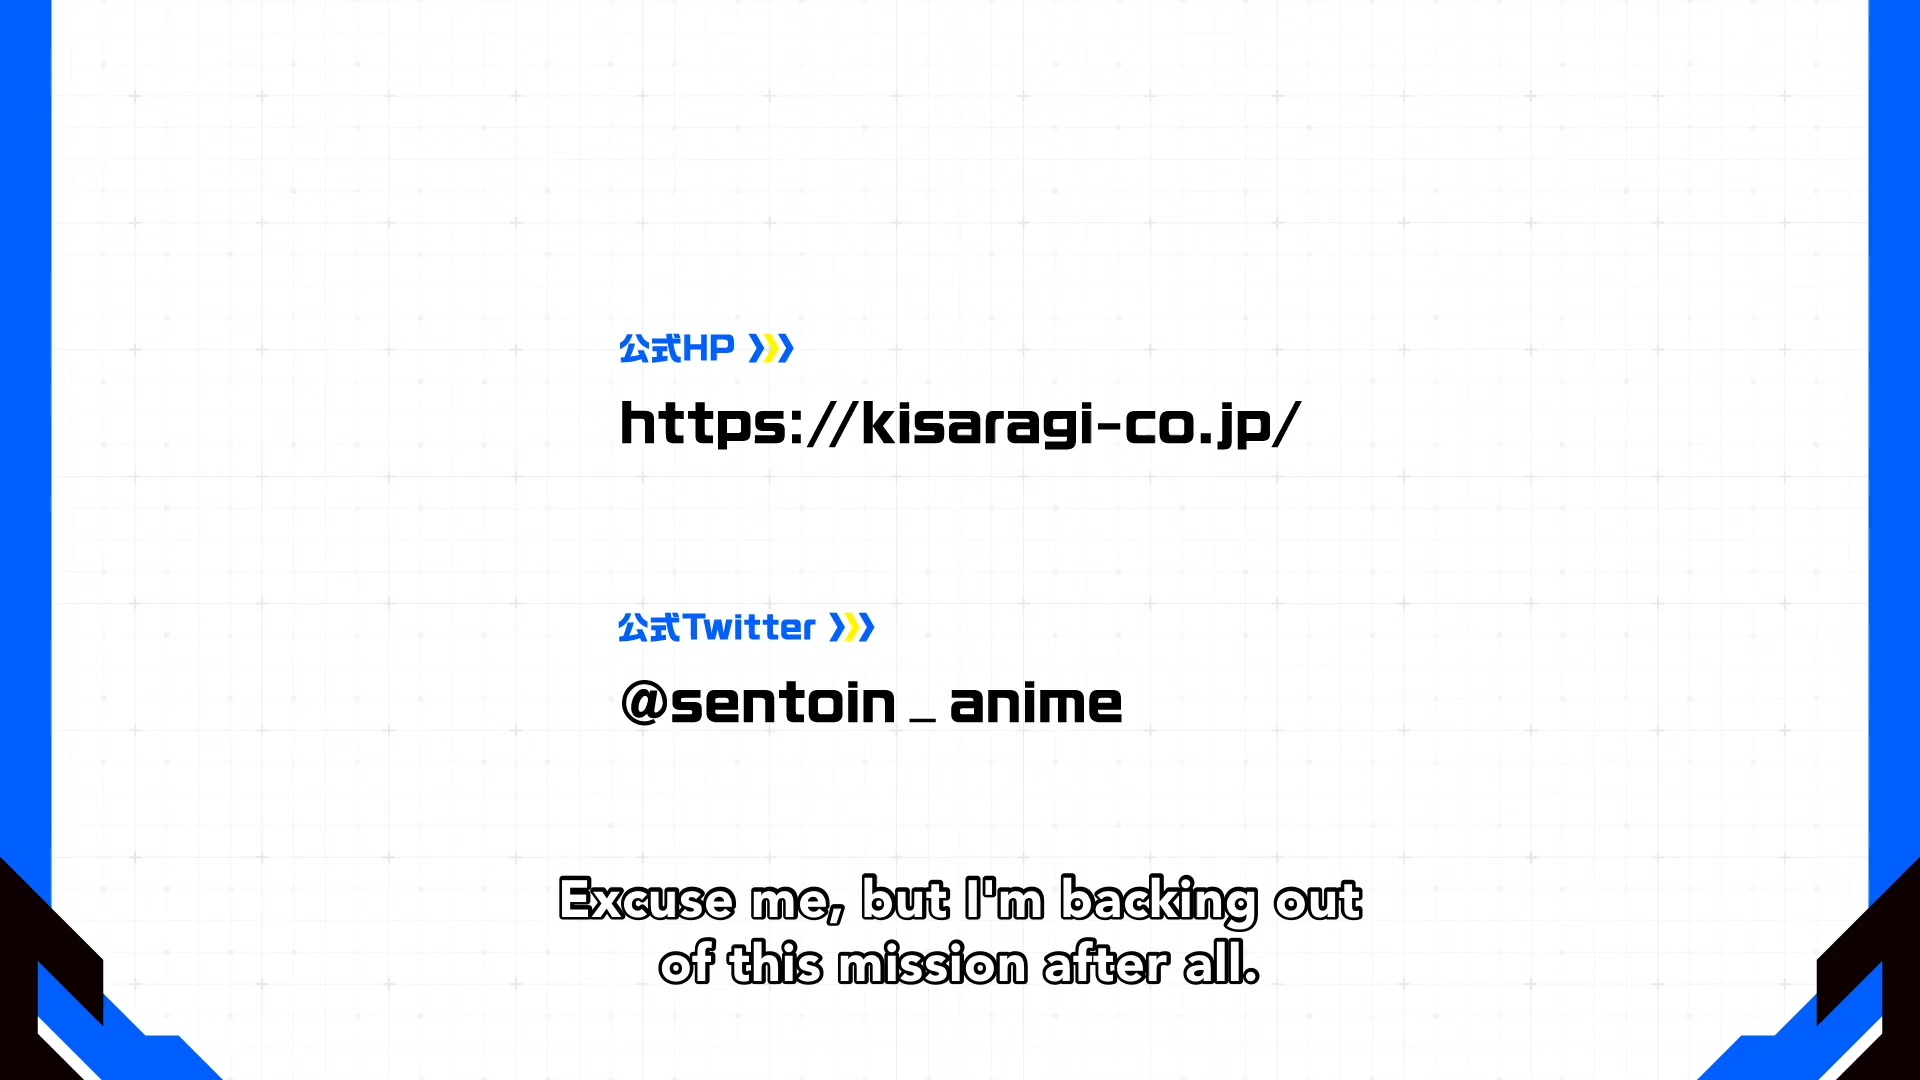 公式HP
https://kisaragi-co.jp/
公式Twitter
@sentoin_anime
Excuse me, but I'm backing out
of this mission after all.